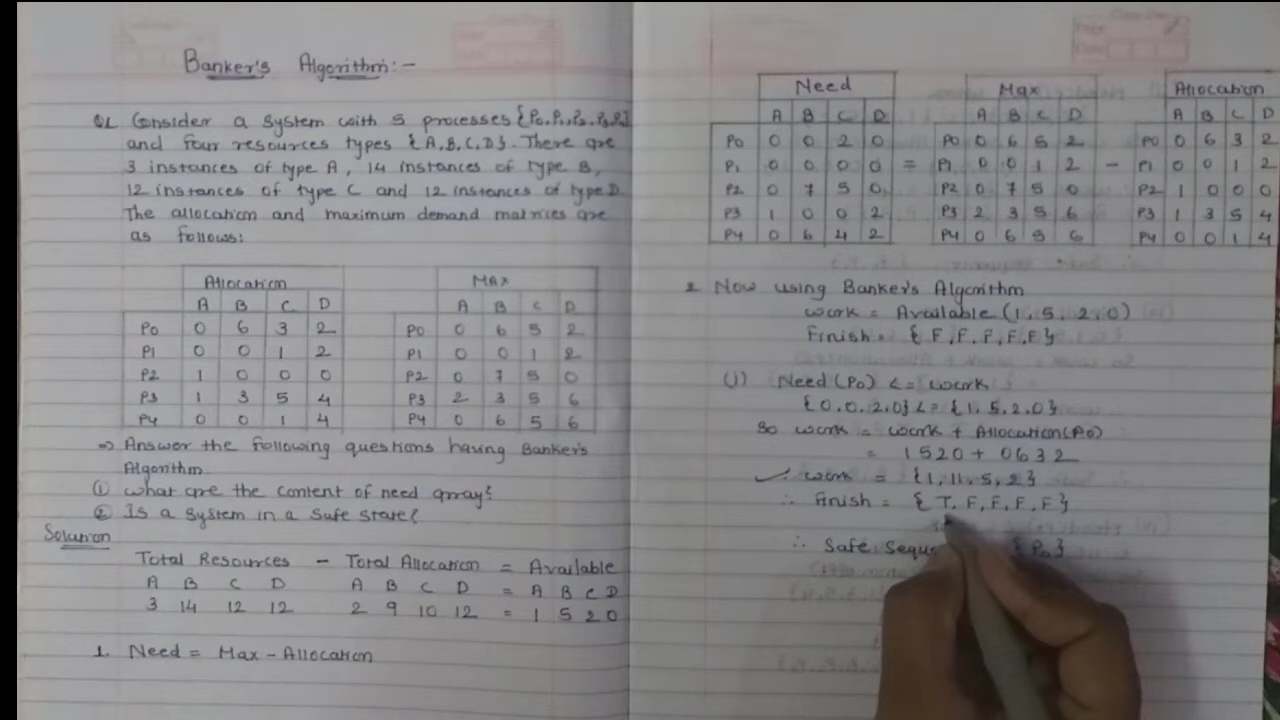 Banker's Algorithm:-
Q1. Consider a system with 5 processes {P0, P1, P2, P3, P4}
and four resources types {A, B, C, D}. There are
3 instances of type A, 14 instances of type B,
12 instances of type C and 12 instances of type D.
The allocation and maximum demand matrices are
as follows:
Allocation
A B C D
P0 0 6 3 2
P1 0 0 1 2
P2 1 0 0 0
P3 1 3 5 4
P4 0 0 1 4
MAX
A B C D
P0 0 6 5 2
P1 0 0 1 2
P2 0 7 5 0
P3 2 3 5 6
P4 0 6 5 6
⇒ Answer the following questions having Banker's
Algorithm
① What are the content of need array?
② Is a system in a safe state?
Solution
Total Resources - Total Allocation = Available
A B C D A B C D = A B C D
3 14 12 12 2 9 10 12 = 1 5 2 0
1. Need = Max - Allocation
Need
A B C D
P0 0 0 2 0
P1 0 0 0 0 =
P2 0 7 5 0
P3 1 0 0 2
P4 0 6 4 2
Max
A B C D
P0 0 6 5 2
P1 0 0 1 2 -
P2 0 7 5 0
P3 2 3 5 6
P4 0 6 5 6
Allocation
A B C D
P0 0 6 3 2
P1 0 0 1 2
P2 1 0 0 0
P3 1 3 5 4
P4 0 0 1 4
2. Now using Banker's Algorithm
work = Available (1, 5, 2, 0)
Finish = {F, F, F, F, F}
(i) Need (P0) <= work
{0, 0, 2, 0} <= {1, 5, 2, 0}
So work = work + Allocation (P0)
= 1520 + 0632
∴ work = {1, 11, 5, 2}
∴ Finish = {T, F, F, F, F}
∴ Safe Sequ {P0}